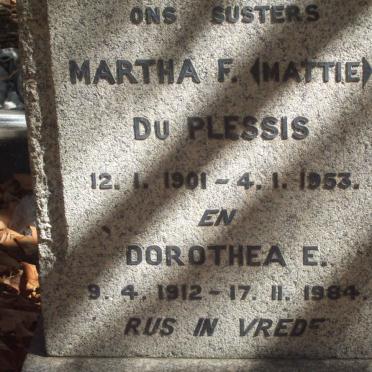 ONS SUSTERS
MARTHA F. (MATTIE)
DU PLESSIS
12. 1. 1901 - 4. 1. 1953.
EN
DOROTHEA E.
9. 4. 1912 - 17. 11. 1984.
RUS IN VREDE